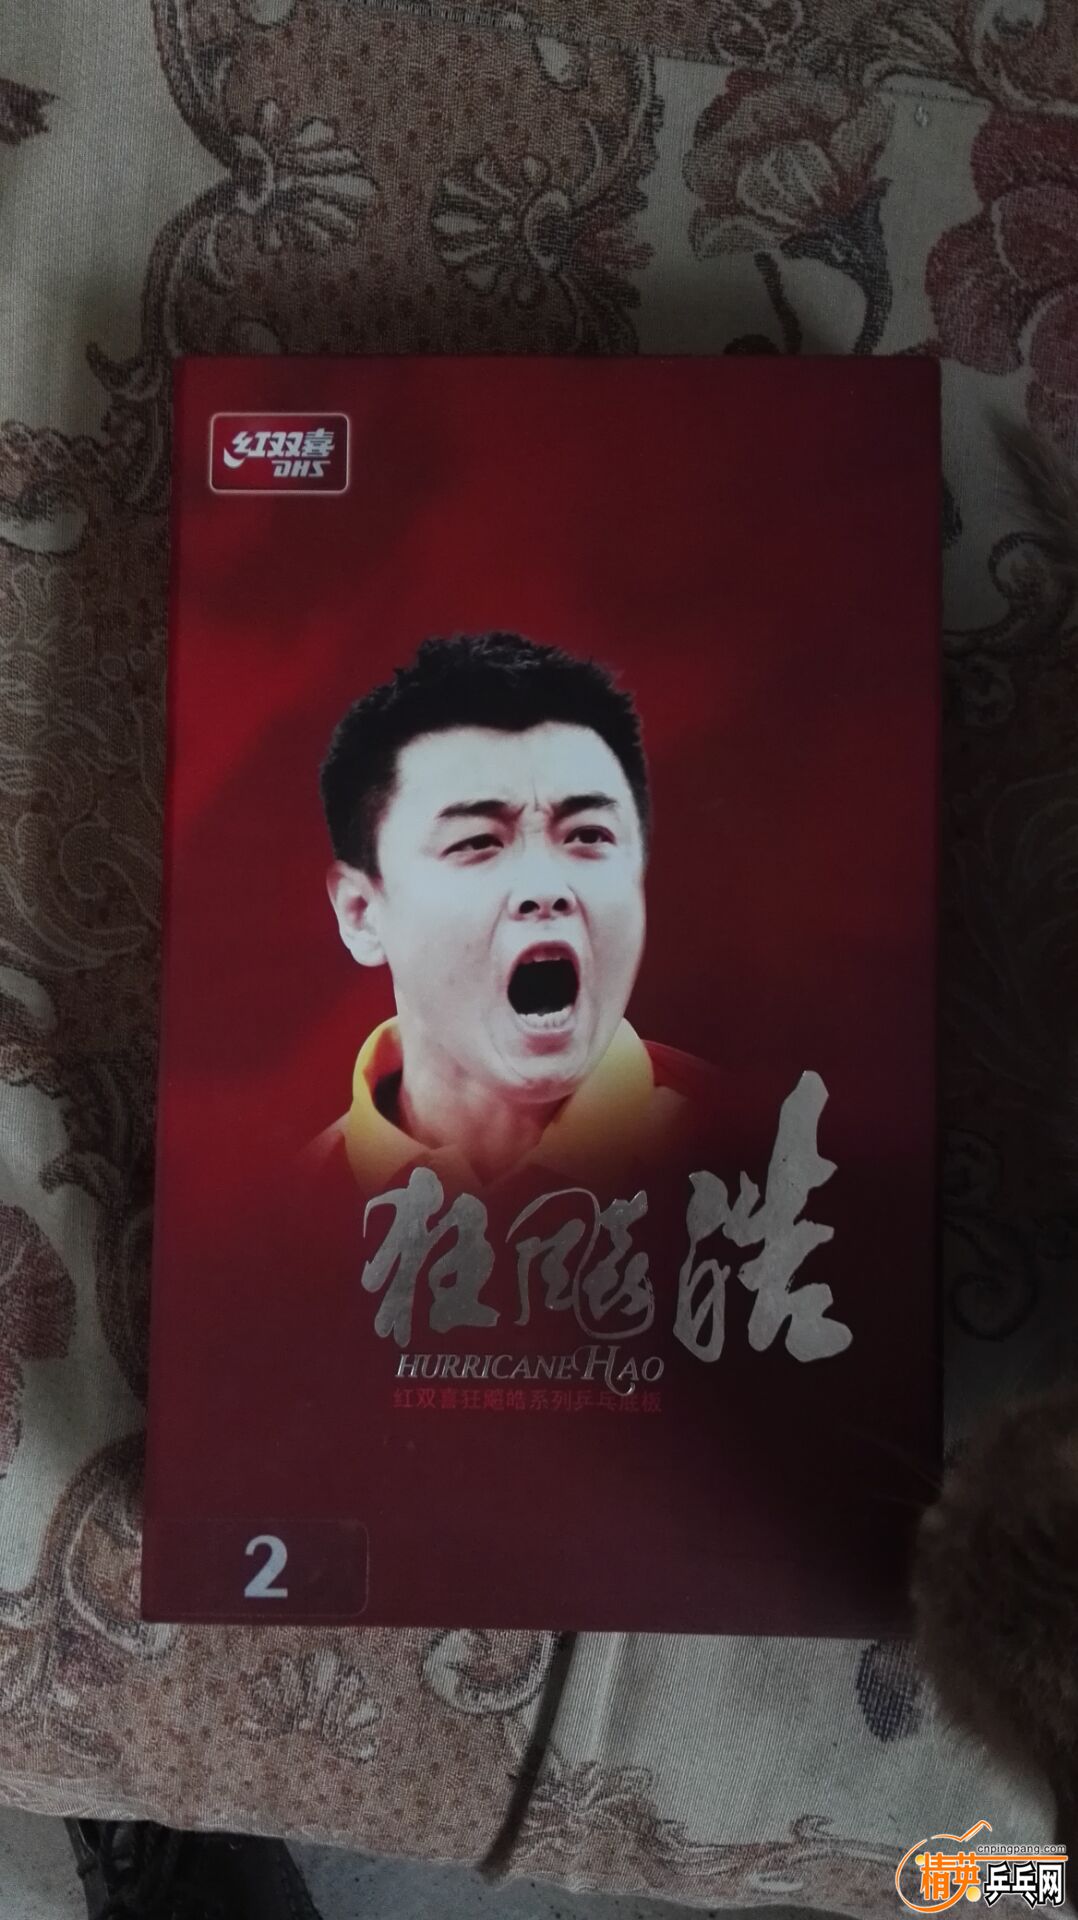 红双喜
DHS
狂飚皓
HURRICANE HAO
红双喜狂飚皓系列乒乓底板
2
cnpingpang.com
精英乒乓网